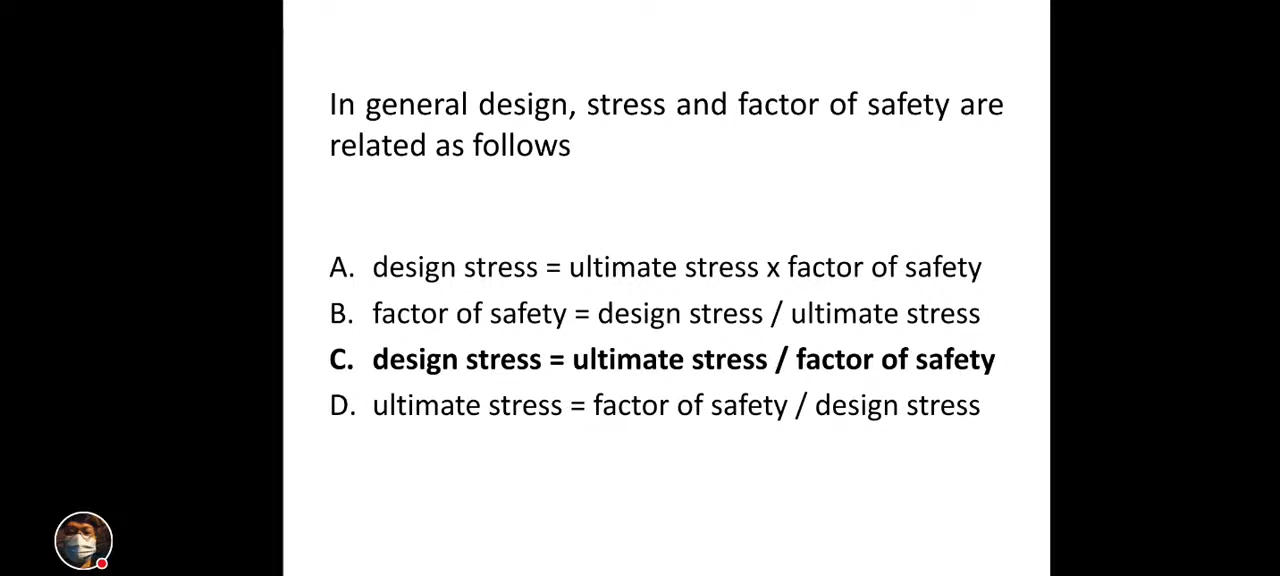 In general design, stress and factor of safety are
related as follows
A. design stress = ultimate stress x factor of safety
B. factor of safety = design stress / ultimate stress
C. design stress = ultimate stress / factor of safety
D. ultimate stress = factor of safety / design stress